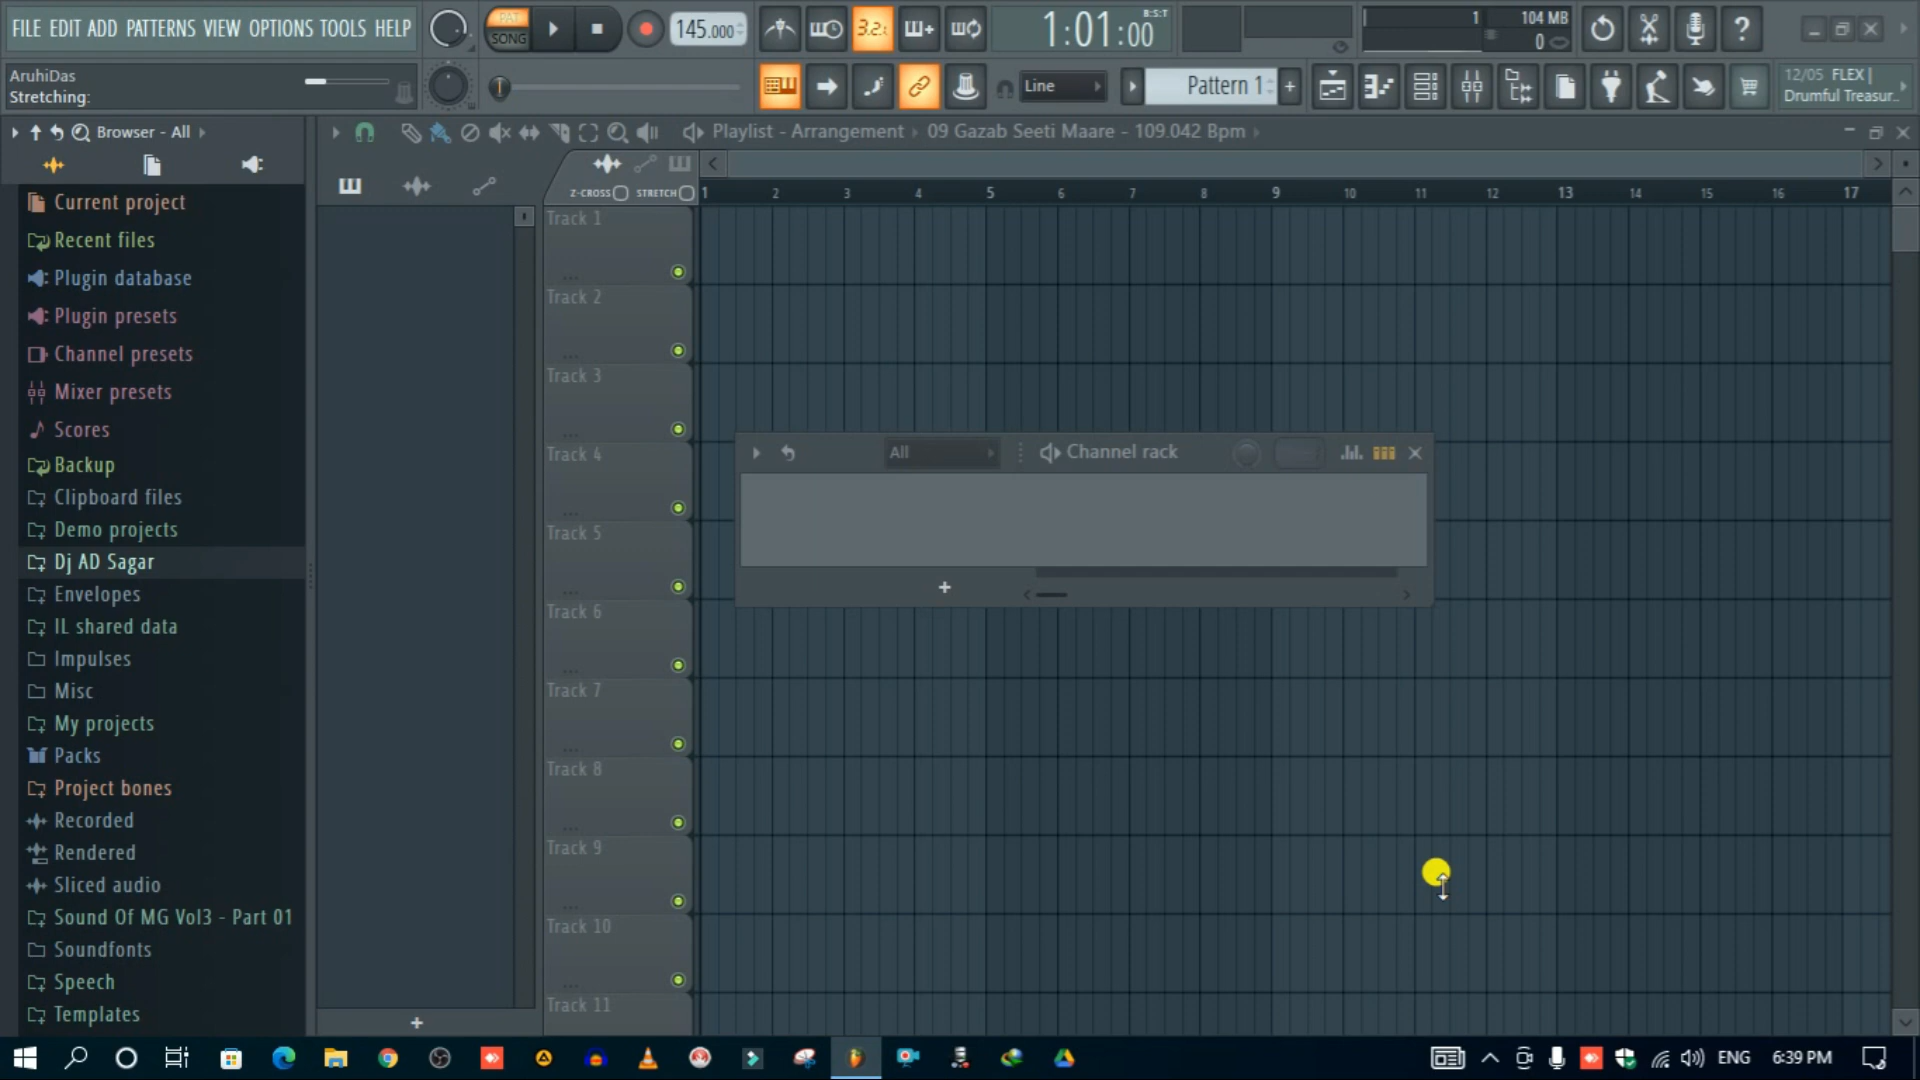 FILE EDIT ADD PATTERNS VIEW OPTIONS TOOLS HELP
PAT
SONG
145.000
3.2.
1:01:00
B:S:T
1
104 MB
0
AruhiDas
Stretching:
Line
Pattern 1
12/05 FLEX |
Drumful Treasur..
Browser - All
Playlist - Arrangement
09 Gazab Seeti Maare - 109.042 Bpm
Z-CROSS
STRETCH
1 2 3 4 5 6 7 8 9 10 11 12 13 14 15 16 17
Current project
Recent files
Plugin database
Plugin presets
Channel presets
Mixer presets
Scores
Backup
Clipboard files
Demo projects
Dj AD Sagar
Envelopes
IL shared data
Impulses
Misc
My projects
Packs
Project bones
Recorded
Rendered
Sliced audio
Sound Of MG Vol3 - Part 01
Soundfonts
Speech
Templates
Track 1
Track 2
Track 3
Track 4
Track 5
Track 6
Track 7
Track 8
Track 9
Track 10
Track 11
All
Channel rack
ENG
6:39 PM